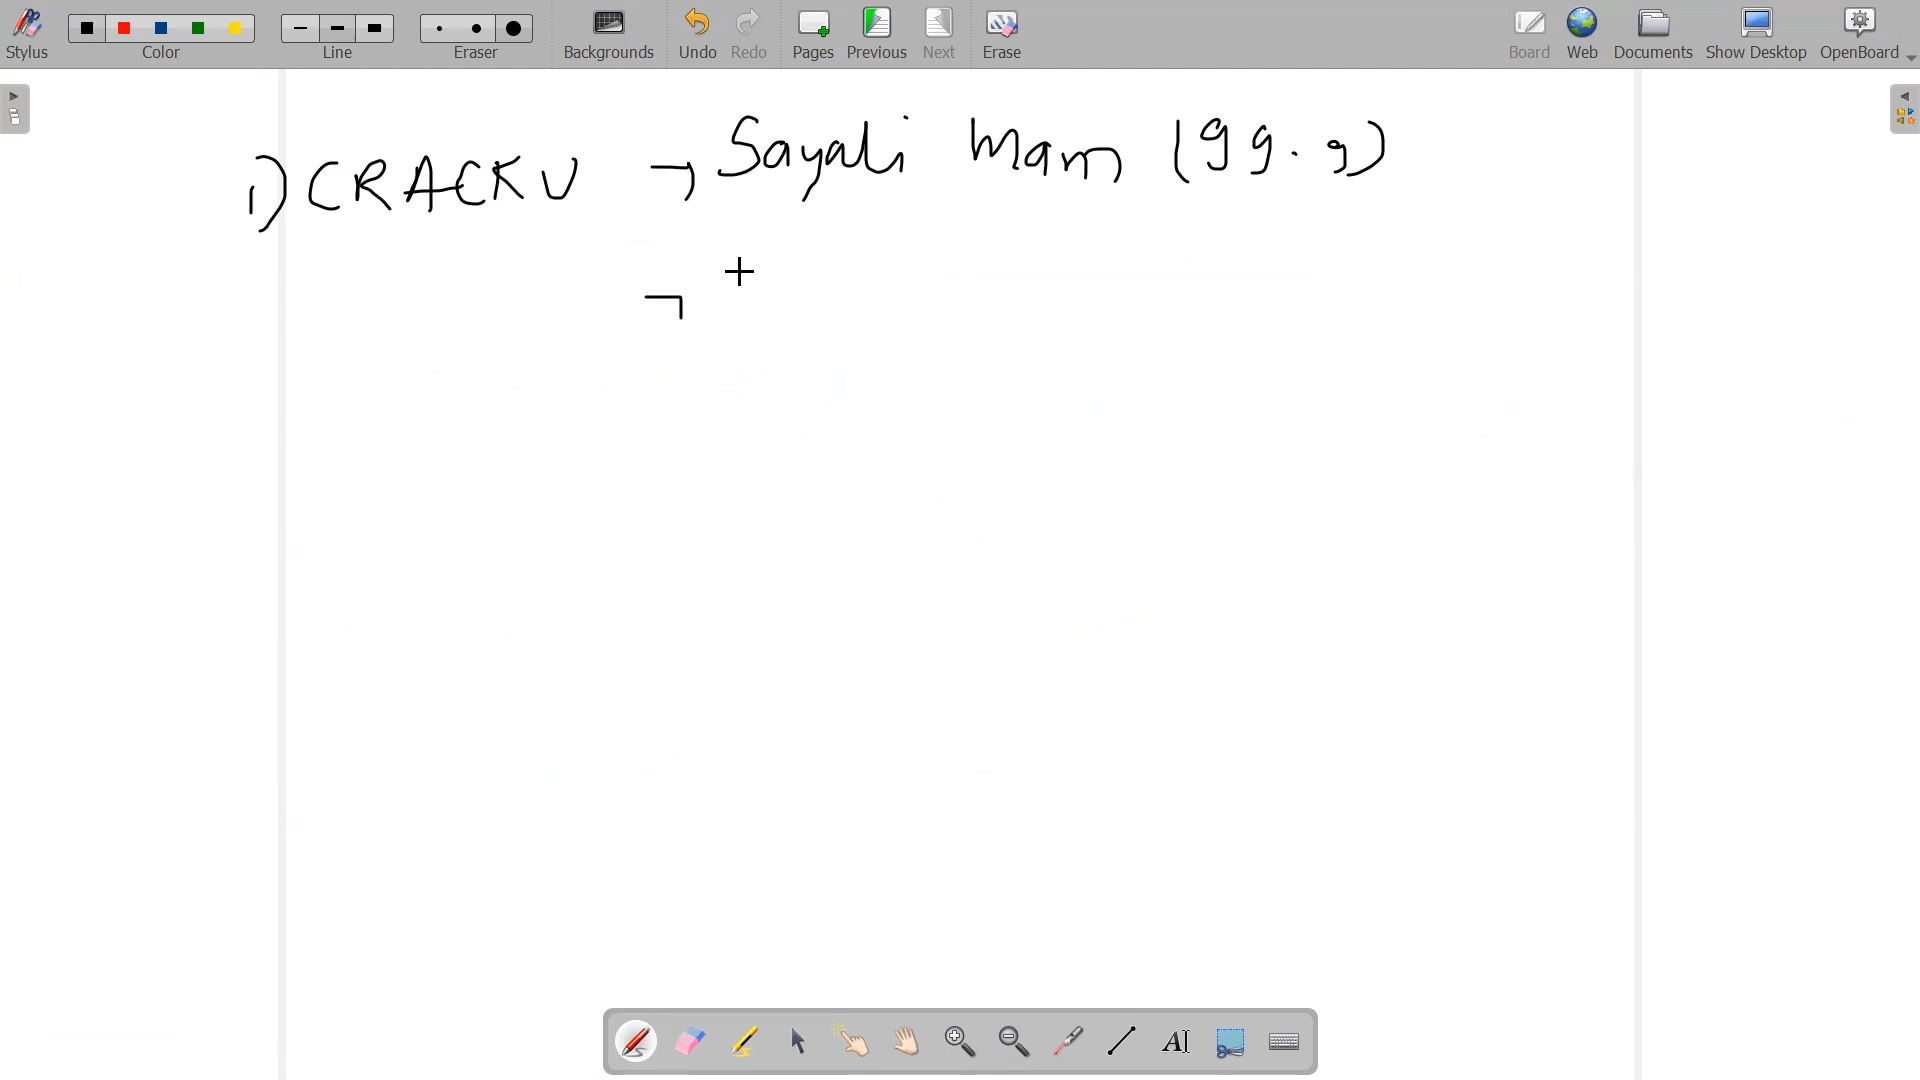 Stylus Color Line Eraser Backgrounds Undo Redo Pages Previous Next Erase Board Web Documents Show Desktop OpenBoard
1) CRACKU → Sayali Mam (99.9)